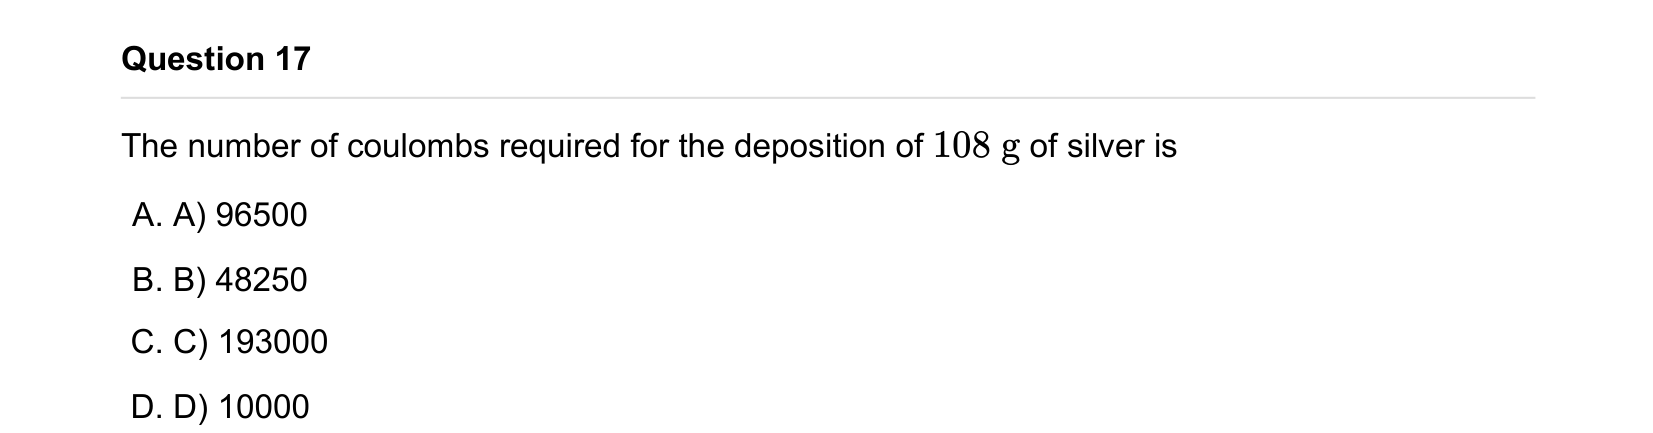 Question 17
The number of coulombs required for the deposition of 108 g of silver is
A. A) 96500
B. B) 48250
C. C) 193000
D. D) 10000